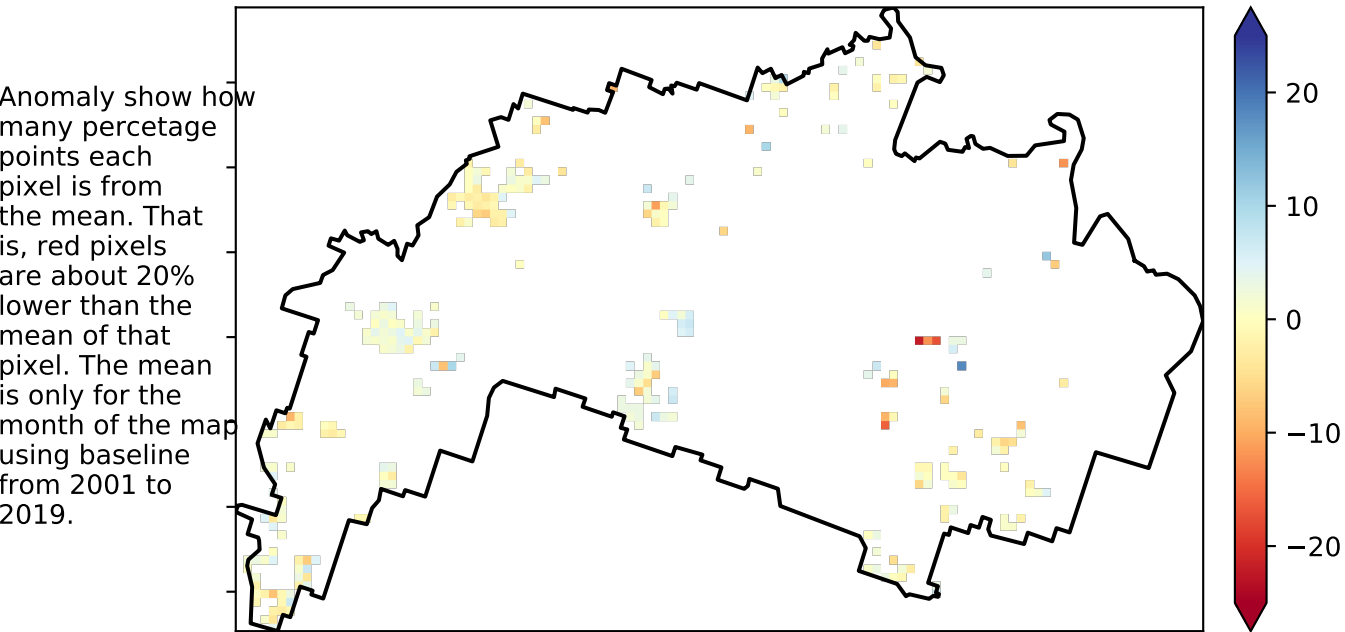 Anomaly show how
many percetage
points each
pixel is from
the mean. That
is, red pixels
are about 20%
lower than the
mean of that
pixel. The mean
is only for the
month of the map
using baseline
from 2001 to
2019.
20
10
0
−10
−20